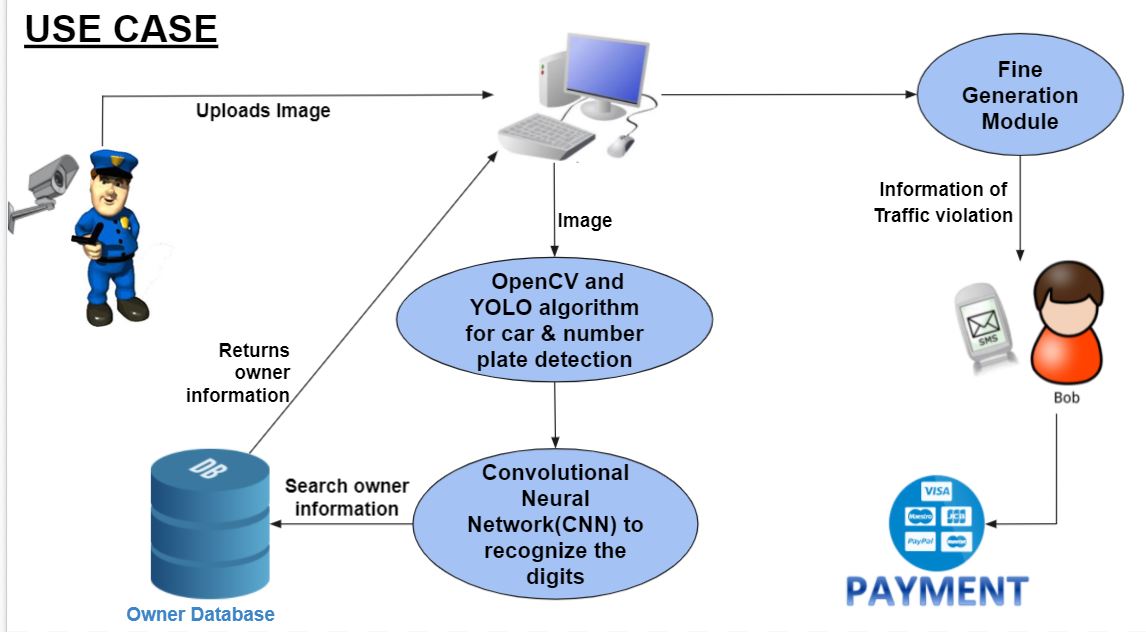 USE CASE
Uploads Image
Fine
Generation
Module
Information of
Traffic violation
Image
OpenCV and
YOLO algorithm
for car & number
plate detection
SMS
Bob
Returns
owner
information
DB
Search owner
information
Convolutional
Neural
Network(CNN) to
recognize the
digits
Owner Database
VISA
Maestro
JCB
PayPal
PAYMENT